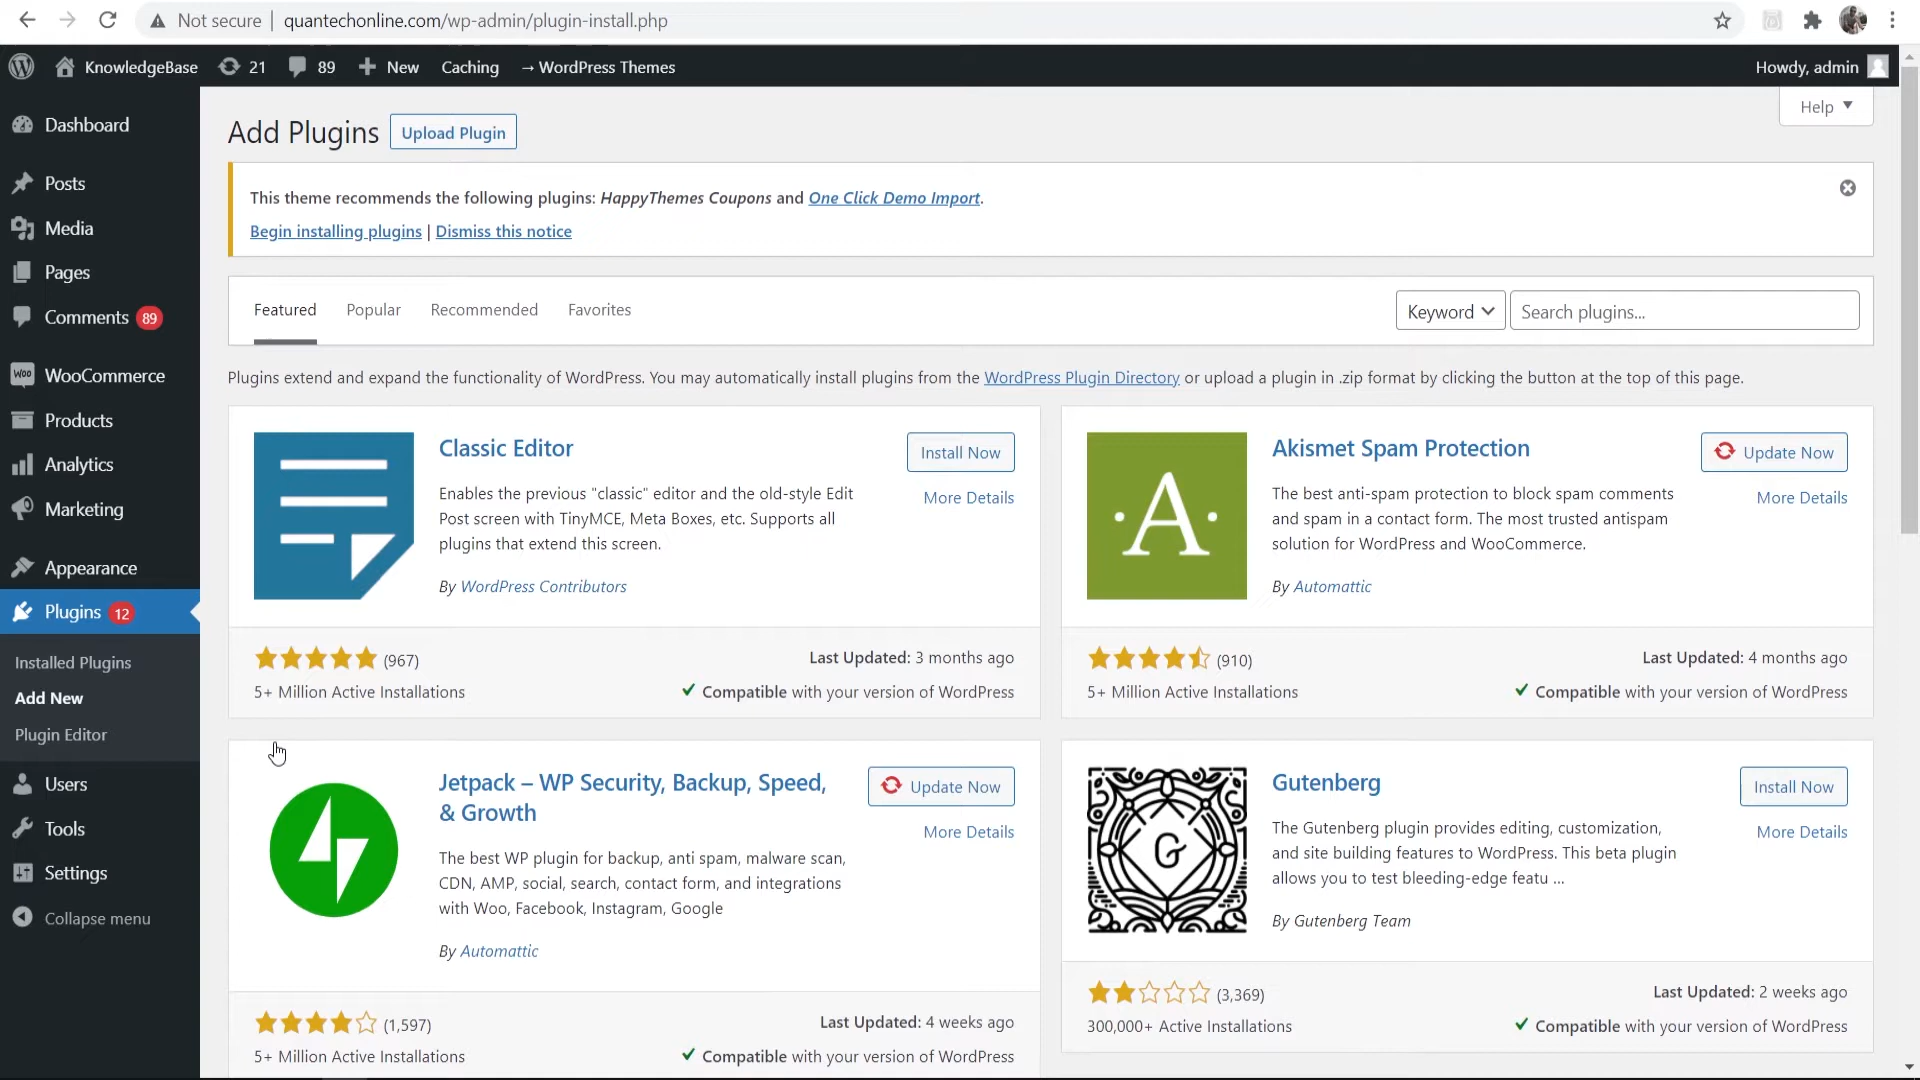 Not secure | quantechonline.com/wp-admin/plugin-install.php
KnowledgeBase 21 89 New Caching → WordPress Themes Howdy, admin
Help
Dashboard
Posts
Media
Pages
Comments 89
WooCommerce
Products
Analytics
Marketing
Appearance
Plugins 12
Installed Plugins
Add New
Plugin Editor
Users
Tools
Settings
Collapse menu
Add Plugins Upload Plugin
This theme recommends the following plugins: HappyThemes Coupons and One Click Demo Import.
Begin installing plugins | Dismiss this notice
Featured Popular Recommended Favorites Keyword Search plugins...
Plugins extend and expand the functionality of WordPress. You may automatically install plugins from the WordPress Plugin Directory or upload a plugin in .zip format by clicking the button at the top of this page.
Classic Editor
Install Now
More Details
Enables the previous "classic" editor and the old-style Edit
Post screen with TinyMCE, Meta Boxes, etc. Supports all
plugins that extend this screen.
By WordPress Contributors
(967)
Last Updated: 3 months ago
5+ Million Active Installations
Compatible with your version of WordPress
A
Akismet Spam Protection
Update Now
More Details
The best anti-spam protection to block spam comments
and spam in a contact form. The most trusted antispam
solution for WordPress and WooCommerce.
By Automattic
(910)
Last Updated: 4 months ago
5+ Million Active Installations
Compatible with your version of WordPress
Jetpack – WP Security, Backup, Speed,
& Growth
Update Now
More Details
The best WP plugin for backup, anti spam, malware scan,
CDN, AMP, social, search, contact form, and integrations
with Woo, Facebook, Instagram, Google
By Automattic
(1,597)
Last Updated: 4 weeks ago
5+ Million Active Installations
Compatible with your version of WordPress
G
Gutenberg
Install Now
More Details
The Gutenberg plugin provides editing, customization,
and site building features to WordPress. This beta plugin
allows you to test bleeding-edge featu ...
By Gutenberg Team
(3,369)
Last Updated: 2 weeks ago
300,000+ Active Installations
Compatible with your version of WordPress